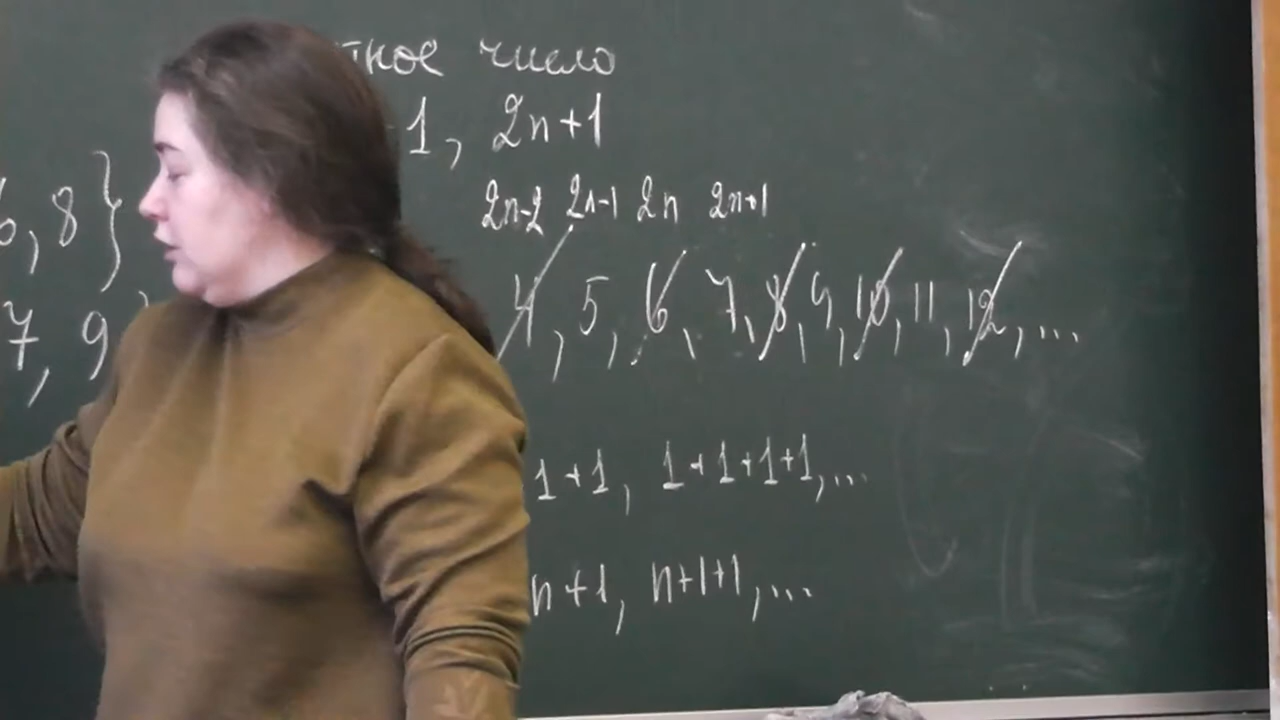 тное число
1, 2n+1
2n-2 2n-1 2n 2n+1
6, 8}
4, 5, 6, 7, 8, 9, 10, 11, 12, ...
7, 9,
1+1, 1+1+1+1, ...
n+1, n+1+1, ...